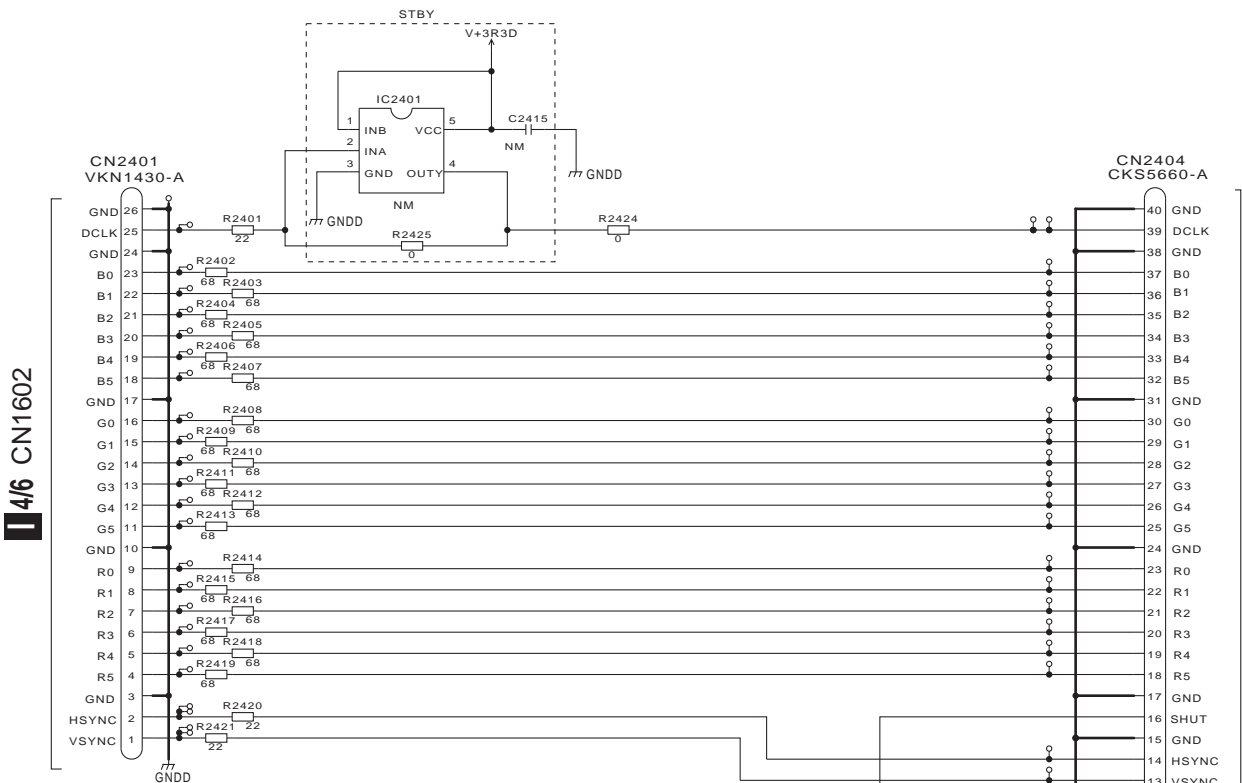 STBY
V+3R3D
IC2401
1 INB VCC 5 C2415
2 INA NM
3 GND OUTY 4
NM
GNDD
GNDD
CN2401
VKN1430-A
CN2404
CKS5660-A
I 4/6 CN1602
GND 26 40 GND
DCLK 25 R2401 22 R2425 0 R2424 0 39 DCLK
GND 24 38 GND
B0 23 R2402 68 37 B0
B1 22 R2403 68 36 B1
B2 21 R2404 68 35 B2
B3 20 R2405 68 34 B3
B4 19 R2406 68 33 B4
B5 18 R2407 68 32 B5
GND 17 31 GND
G0 16 R2408 68 30 G0
G1 15 R2409 68 29 G1
G2 14 R2410 68 28 G2
G3 13 R2411 68 27 G3
G4 12 R2412 68 26 G4
G5 11 R2413 68 25 G5
GND 10 24 GND
R0 9 R2414 68 23 R0
R1 8 R2415 68 22 R1
R2 7 R2416 68 21 R2
R3 6 R2417 68 20 R3
R4 5 R2418 68 19 R4
R5 4 R2419 68 18 R5
GND 3 17 GND
HSYNC 2 R2420 22 16 SHUT
VSYNC 1 R2421 22 15 GND
14 HSYNC
GNDD 13 VSYNC